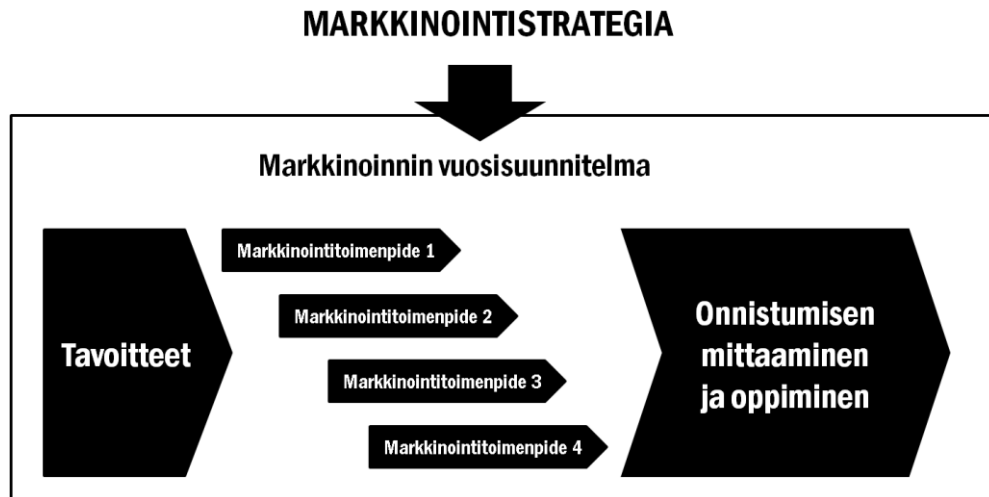 MARKKINOINTISTRATEGIA
Markkinoinnin vuosisuunnitelma
Tavoitteet
Markkinointitoimenpide 1
Markkinointitoimenpide 2
Markkinointitoimenpide 3
Markkinointitoimenpide 4
Onnistumisen
mittaaminen
ja oppiminen